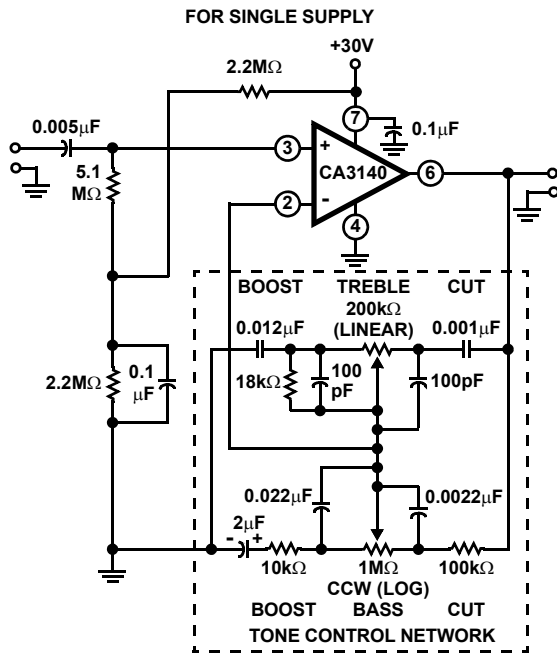 FOR SINGLE SUPPLY
+30V
2.2MΩ
0.005μF
7
0.1μF
3
+
CA3140
6
5.1
MΩ
2
-
4
BOOST
TREBLE
CUT
200kΩ
(LINEAR)
0.012μF
0.001μF
2.2MΩ
0.1
μF
18kΩ
100
pF
100pF
0.022μF
0.0022μF
2μF
-
+
10kΩ
1MΩ
100kΩ
CCW (LOG)
BOOST
BASS
CUT
TONE CONTROL NETWORK